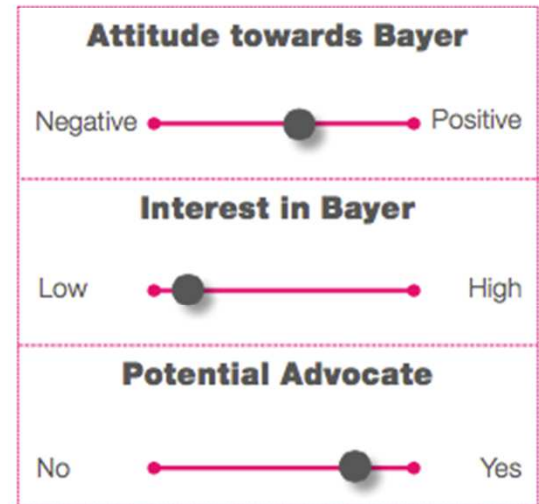 Attitude towards Bayer
Negative Positive
Interest in Bayer
Low High
Potential Advocate
No Yes